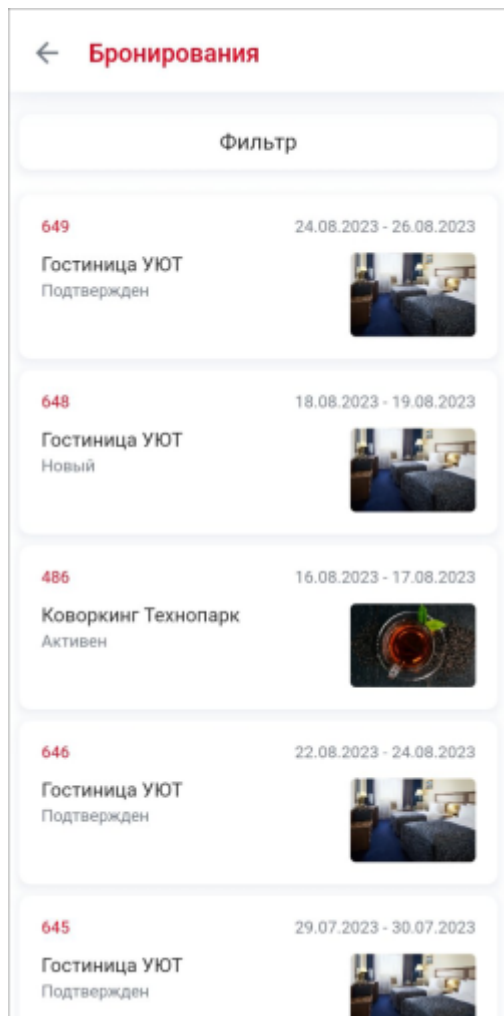 Бронирования
Фильтр
649 24.08.2023 - 26.08.2023
Гостиница УЮТ
Подтвержден
648 18.08.2023 - 19.08.2023
Гостиница УЮТ
Новый
486 16.08.2023 - 17.08.2023
Коворкинг Технопарк
Активен
646 22.08.2023 - 24.08.2023
Гостиница УЮТ
Подтвержден
645 29.07.2023 - 30.07.2023
Гостиница УЮТ
Подтвержден